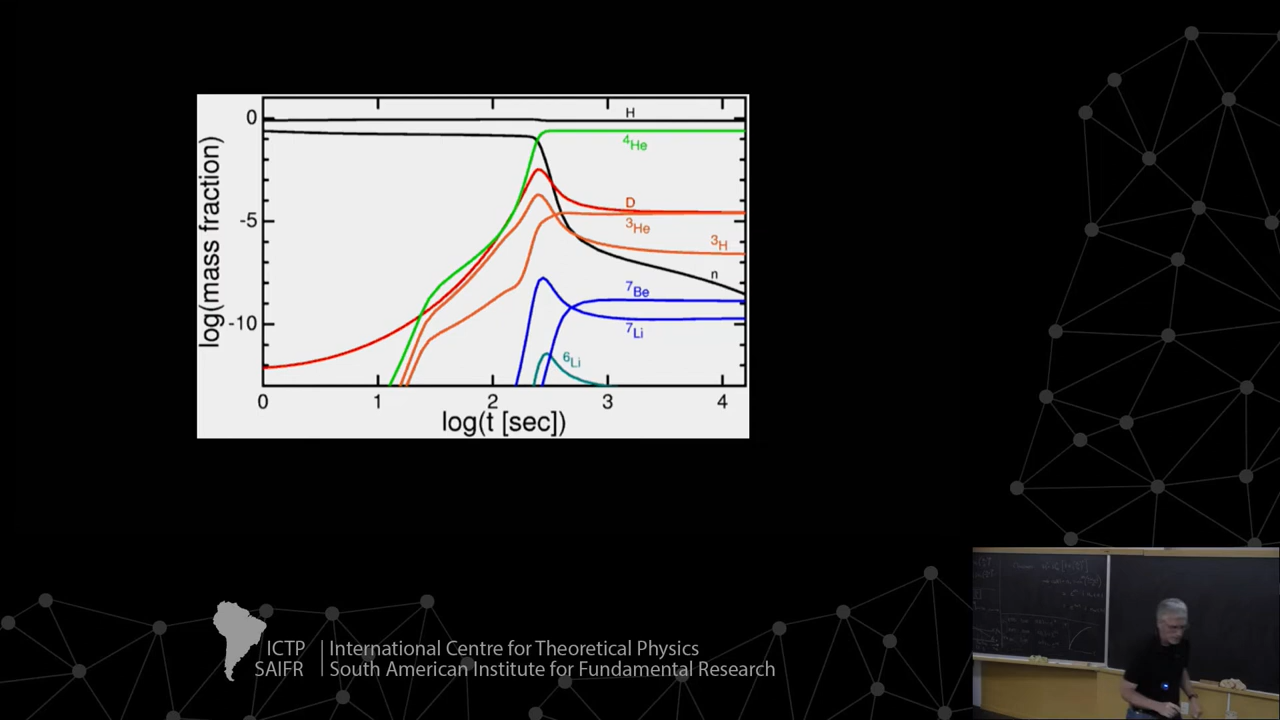 log(mass fraction)
0
-5
-10
H
⁴He
D
³He
³H
n
⁷Be
⁷Li
⁶Li
0 1 2 3 4
log(t [sec])
ICTP | International Centre for Theoretical Physics
SAIFR | South American Institute for Fundamental Research